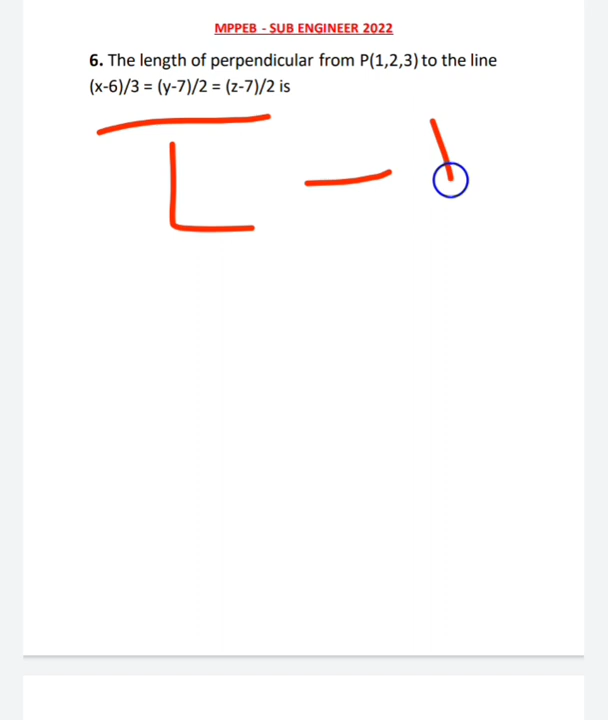 MPPEB - SUB ENGINEER 2022
6. The length of perpendicular from P(1,2,3) to the line
(x-6)/3 = (y-7)/2 = (z-7)/2 is